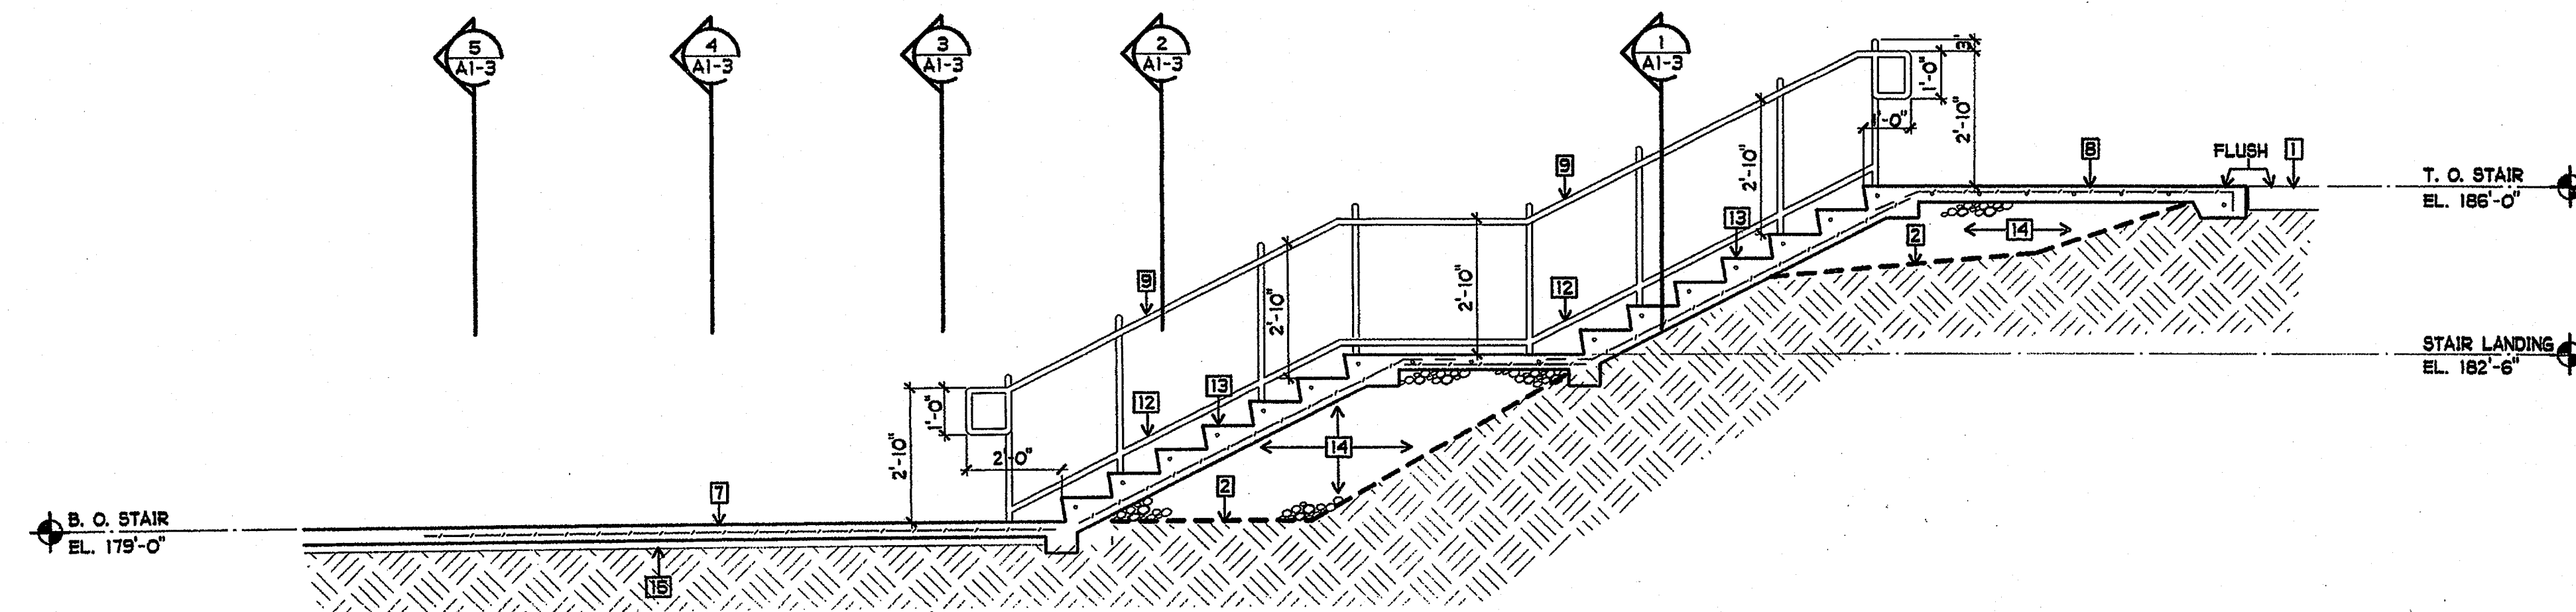 5
A1-3
4
A1-3
3
A1-3
2
A1-3
1
A1-3
3"
1'-0"
1'-0"
2'-10"
9
2'-10"
8
FLUSH
1
T. O. STAIR
EL. 186'-0"
13
14
2
9
2'-10"
2'-10"
12
STAIR LANDING
EL. 182'-6"
1'-0"
2'-10"
2'-0"
12
13
14
2
7
B. O. STAIR
EL. 179'-0"